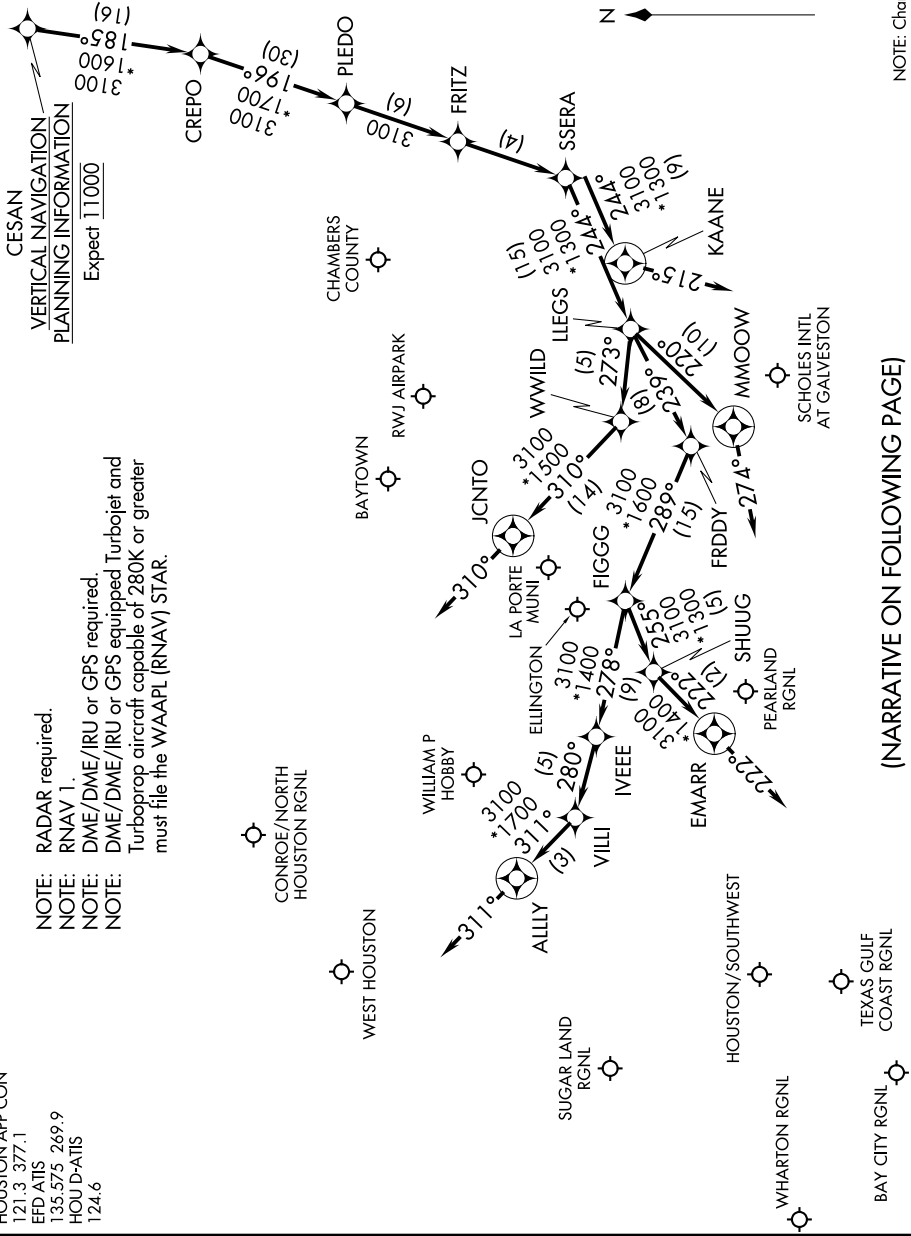 HOUSTON APP CON
121.3 377.1
EFD ATIS
135.575 269.9
HOU D-ATIS
124.6
NOTE: RADAR required.
NOTE: RNAV 1.
NOTE: DME/DME/IRU or GPS required.
NOTE: DME/DME/IRU or GPS equipped Turbojet and
Turboprop aircraft capable of 280K or greater
must file the WAAPL (RNAV) STAR.
CESAN
VERTICAL NAVIGATION
PLANNING INFORMATION
Expect 11000
3100
*1600
185°
(16)
CREPO
3100
*1700
196°
(30)
PLEDO
3100
(6)
FRITZ
(4)
SSERA
244°
3100
*1300
(9)
KAANE
215°
(15)
3100
*1300
244°
LLEGS
(5)
273°
WWILD
3100
*1500
310°
(14)
JCNTO
310°
(8)
239°
FRDDY
220°
(10)
MMOOW
274°
3100
*1600
289°
(15)
FIGGG
255°
3100
*1300
(5)
SHUUG
3100
*1400
222°
(2)
EMARR
222°
3100
*1400
278°
(9)
IVEEE
(5)
280°
VILLI
3100
*1700
311°
(3)
ALLLY
311°
CHAMBERS
COUNTY
RWJ AIRPARK
BAYTOWN
LA PORTE
MUNI
ELLINGTON
WILLIAM P
HOBBY
CONROE/NORTH
HOUSTON RGNL
WEST HOUSTON
SUGAR LAND
RGNL
HOUSTON/SOUTHWEST
PEARLAND
RGNL
SCHOLES INTL
AT GALVESTON
TEXAS GULF
COAST RGNL
WHARTON RGNL
BAY CITY RGNL
N
(NARRATIVE ON FOLLOWING PAGE)
NOTE: Cha